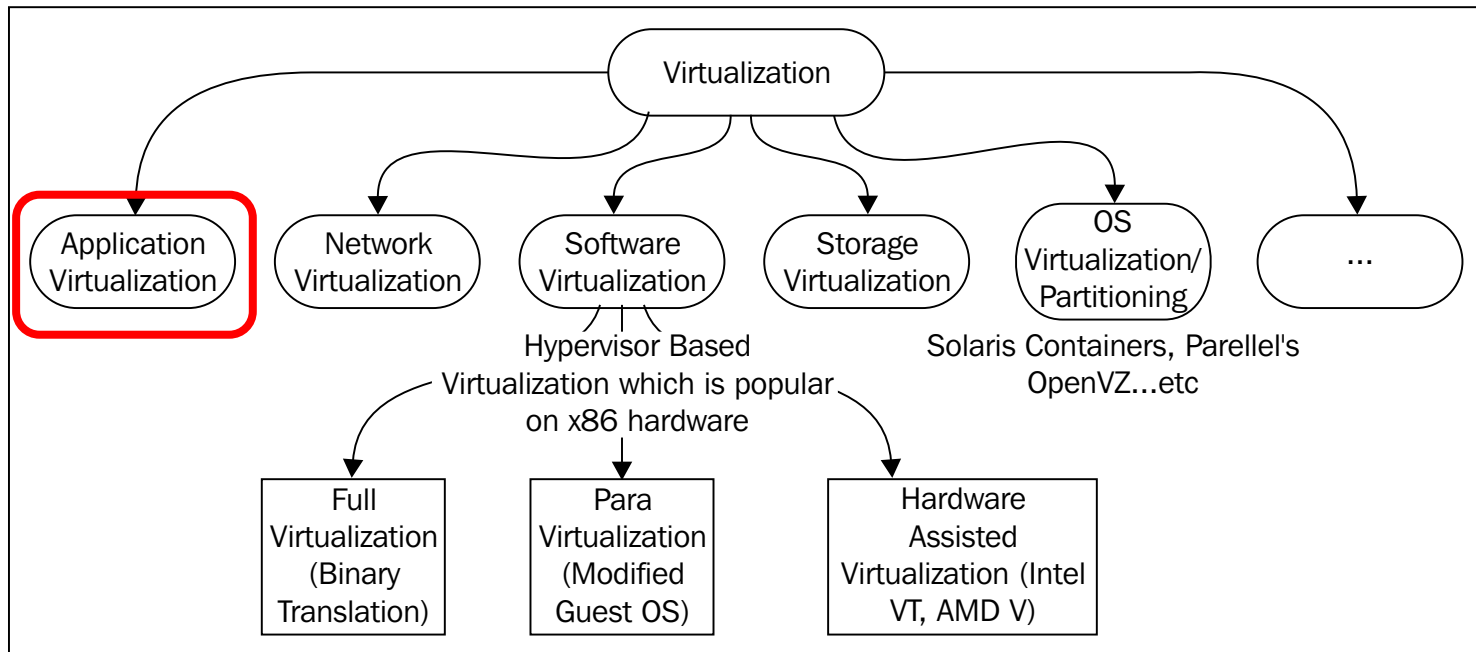 Virtualization
Application
Virtualization
Network
Virtualization
Software
Virtualization
Storage
Virtualization
OS
Virtualization/
Partitioning
...
Hypervisor Based
Virtualization which is popular
on x86 hardware
Solaris Containers, Parellel's
OpenVZ...etc
Full
Virtualization
(Binary
Translation)
Para
Virtualization
(Modified
Guest OS)
Hardware
Assisted
Virtualization (Intel
VT, AMD V)